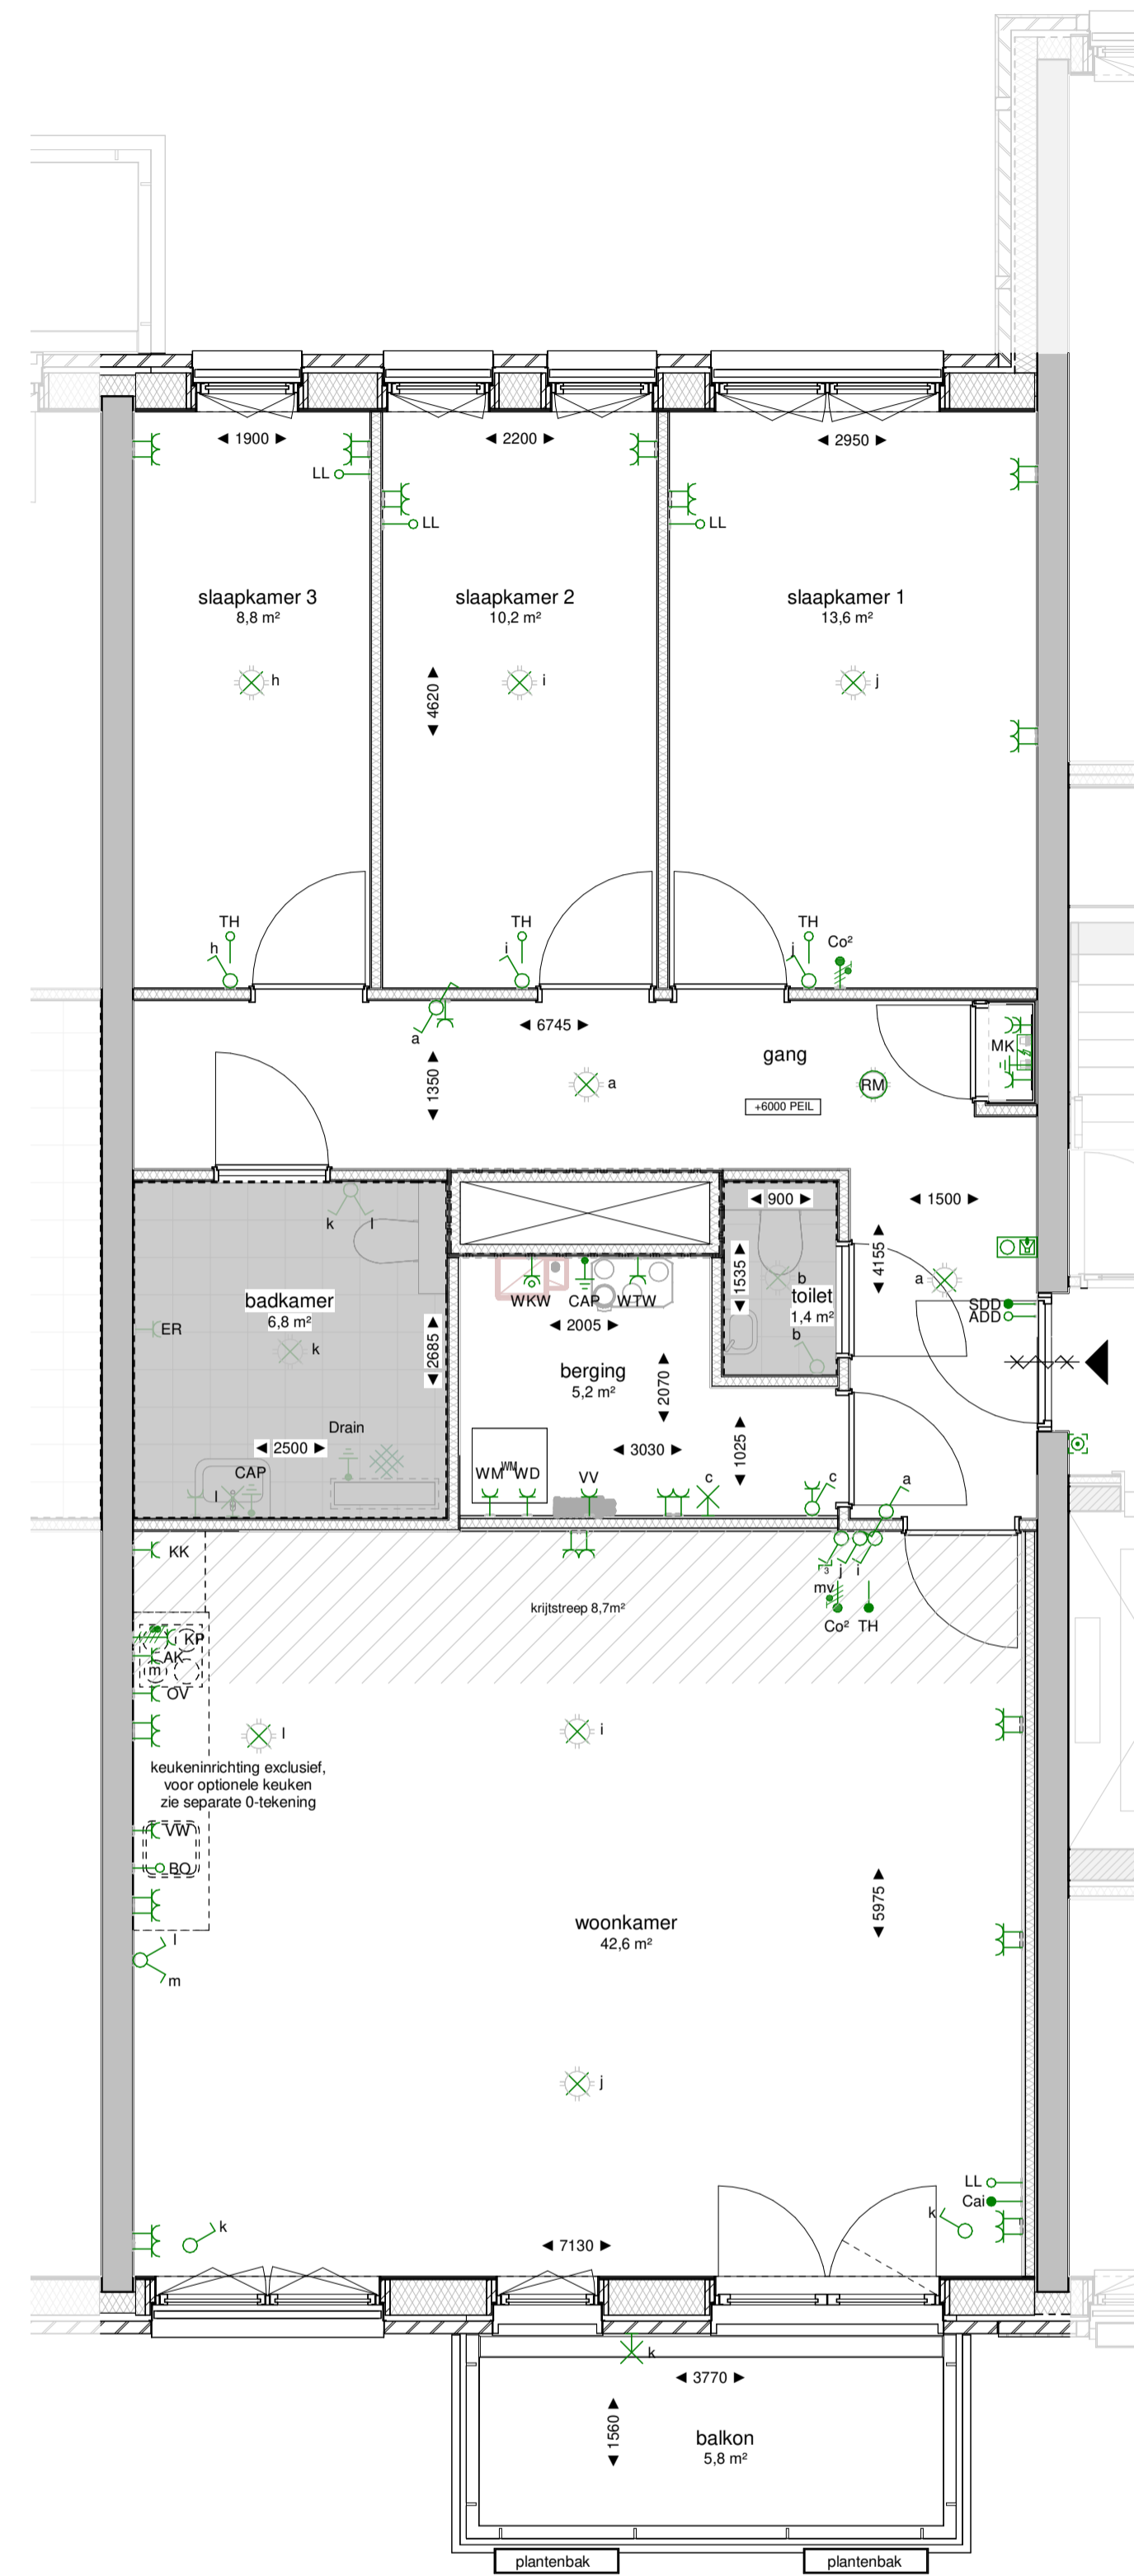 1900
2200
2950
LL
LL
LL
slaapkamer 3
8,8 m²
slaapkamer 2
10,2 m²
slaapkamer 1
13,6 m²
h
i
j
4620
TH
TH
TH
h
i
j
Co²
a
6745
gang
MK
1350
a
RM
+6000 PEIL
900
1500
k
l
4155
1535
b
a
toilet
1,4 m²
b
badkamer
6,8 m²
k
ER
2685
WKW
CAP
WTW
2005
SDD
ADD
berging
5,2 m²
2070
Drain
2500
3030
1025
CAP
l
WM
WM
WD
VV
c
c
a
KK
krijtstreep 8,7m²
3
j
i
mv
Co²
TH
KP
AK
m
OV
l
i
keukeninrichting exclusief,
voor optionele keuken
zie separate 0-tekening
VW
BO
5975
woonkamer
42,6 m²
l
m
j
LL
Cai
k
k
7130
k
3770
1560
balkon
5,8 m²
plantenbak
plantenbak